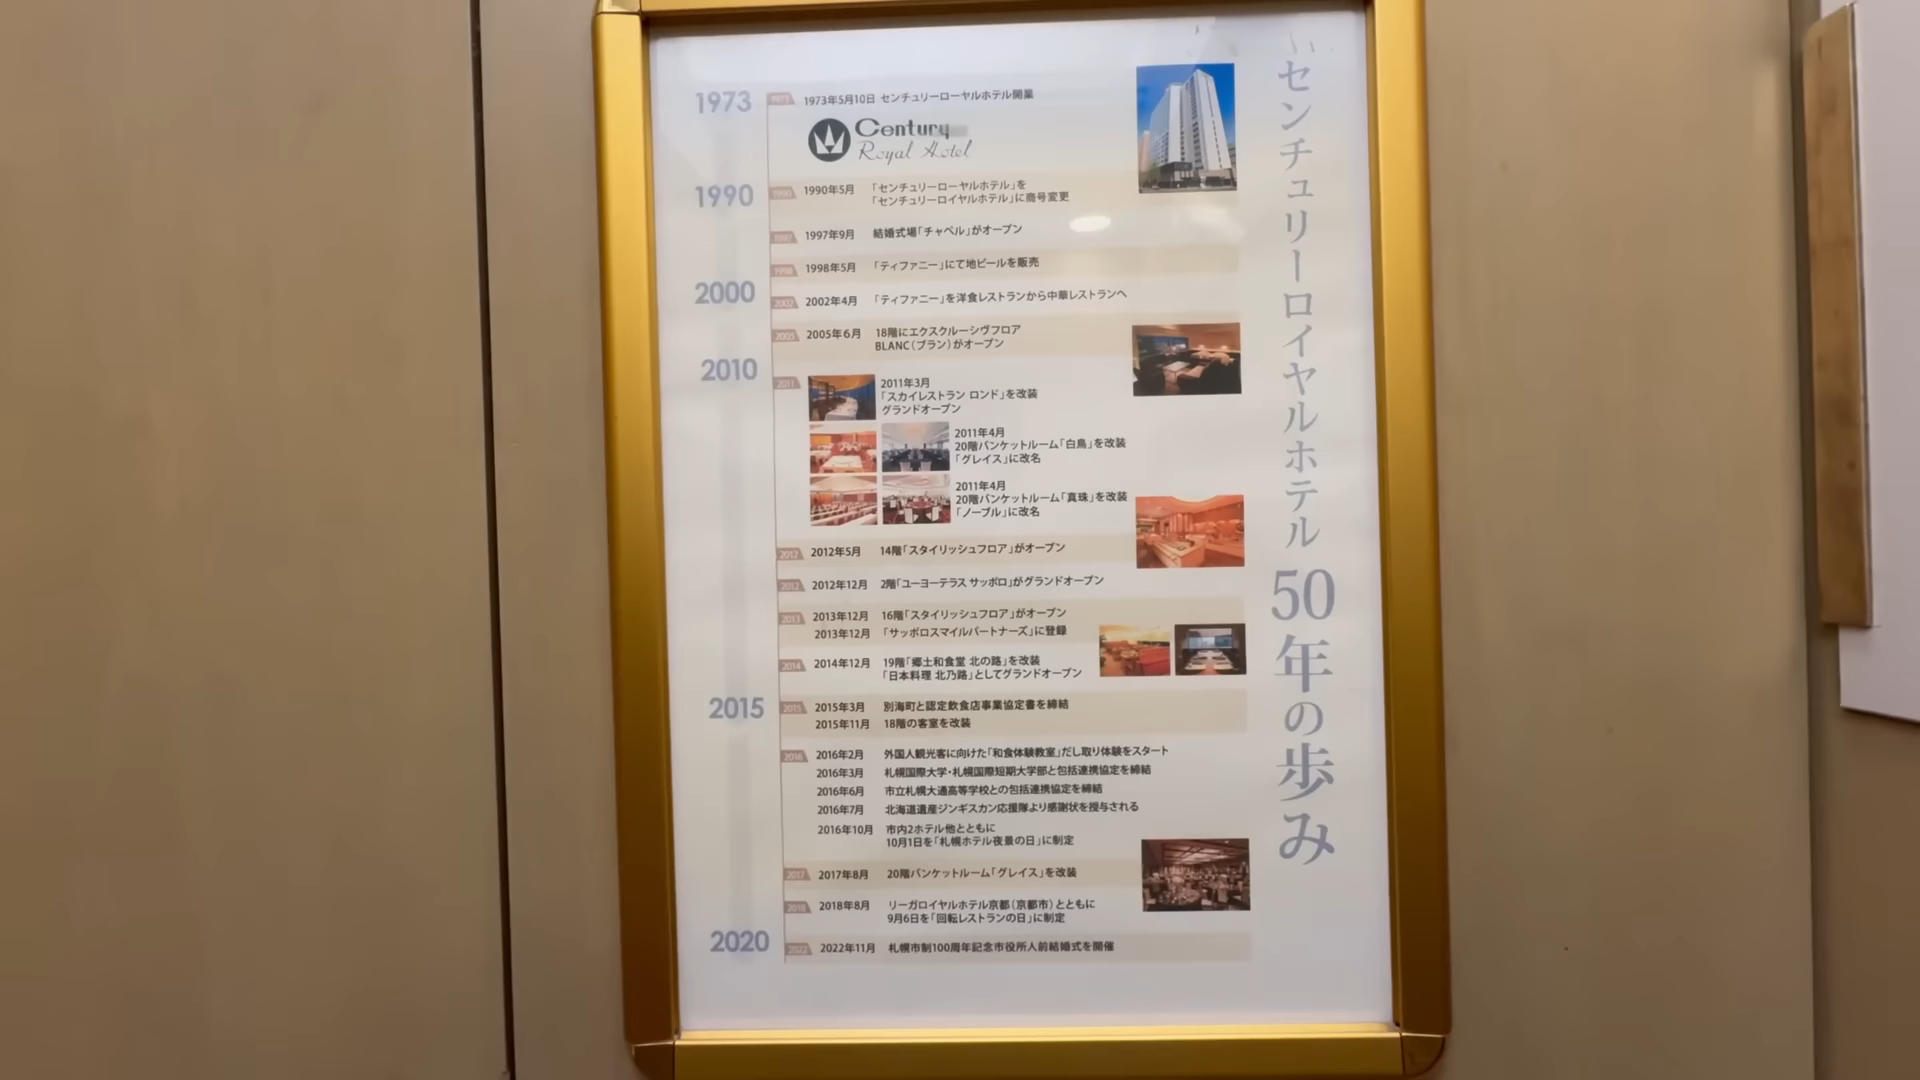 センチュリーロイヤルホテル 50年の歩み
1973
1973
1973年5月10日 センチュリーローヤルホテル開業
Century
Royal Hotel
1990
1990
1990年5月 「センチュリーローヤルホテル」を
「センチュリーロイヤルホテル」に商号変更
1997
1997年9月 結婚式場「チャペル」がオープン
1998
1998年5月 「ティファニー」にて地ビールを販売
2000
2002
2002年4月 「ティファニー」を洋食レストランから中華レストランへ
2005
2005年6月 18階にエクスクルーシヴフロア
BLANC(ブラン)がオープン
2010
2011
2011年3月
「スカイレストラン ロンド」を改装
グランドオープン
2011年4月
20階バンケットルーム「白鳥」を改装
「グレイス」に改名
2011年4月
20階バンケットルーム「真珠」を改装
「ノーブル」に改名
2012
2012年5月 14階「スタイリッシュフロア」がオープン
2012
2012年12月 2階「ユーヨーテラス サッポロ」がグランドオープン
2013
2013年12月 16階「スタイリッシュフロア」がオープン
2013年12月 「サッポロスマイルパートナーズ」に登録
2014
2014年12月 19階「郷土和食堂 北の路」を改装
「日本料理 北乃路」としてグランドオープン
2015
2015
2015年3月 別海町と認定飲食店事業協定書を締結
2015年11月 18階の客室を改装
2016
2016年2月 外国人観光客に向けた「和食体験教室」だし取り体験をスタート
2016年3月 札幌国際大学・札幌国際短期大学部と包括連携協定を締結
2016年6月 市立札幌大通高等学校との包括連携協定を締結
2016年7月 北海道遺産ジンギスカン応援隊より感謝状を授与される
2016年10月 市内2ホテル他とともに
10月1日を「札幌ホテル夜景の日」に制定
2017
2017年8月 20階バンケットルーム「グレイス」を改装
2018
2018年8月 リーガロイヤルホテル京都(京都市)とともに
9月6日を「回転レストランの日」に制定
2020
2022
2022年11月 札幌市制100周年記念市役所人前結婚式を開催